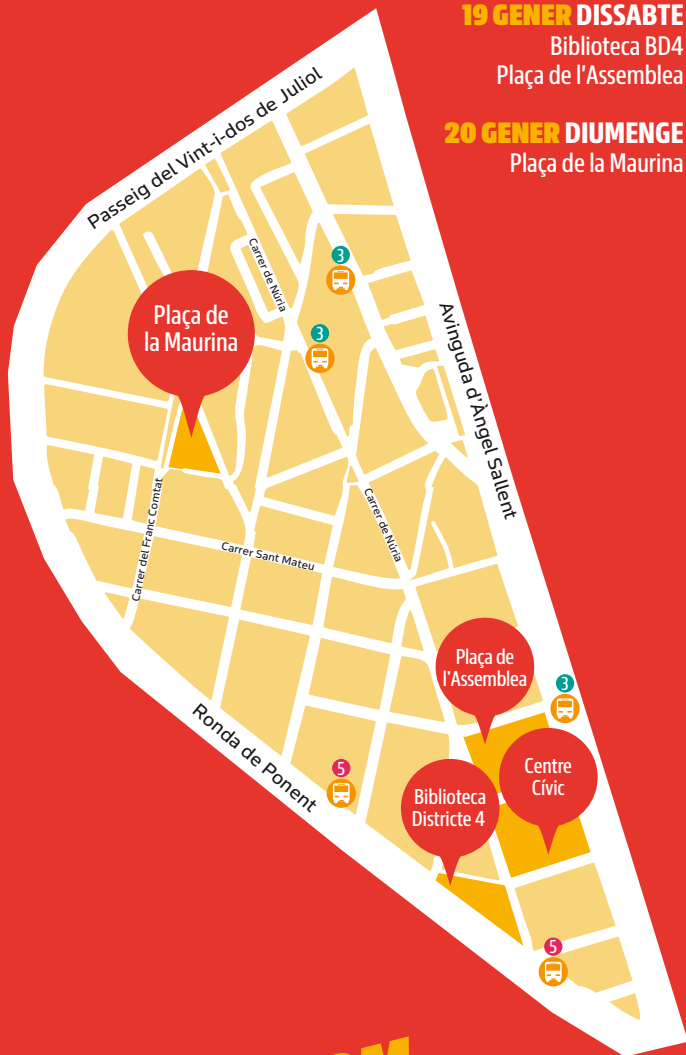 19 GENER DISSABTE
Biblioteca BD4
Plaça de l'Assemblea
20 GENER DIUMENGE
Plaça de la Maurina
Passeig del Vint-i-dos de Juliol
Carrer de Núria
3
3
Plaça de
la Maurina
Avinguda d'Àngel Sallent
Carrer del Franc Comtat
Carrer de Núria
Carrer Sant Mateu
Plaça de
l'Assemblea
3
Ronda de Ponent
Centre
Cívic
5
Biblioteca
Districte 4
5